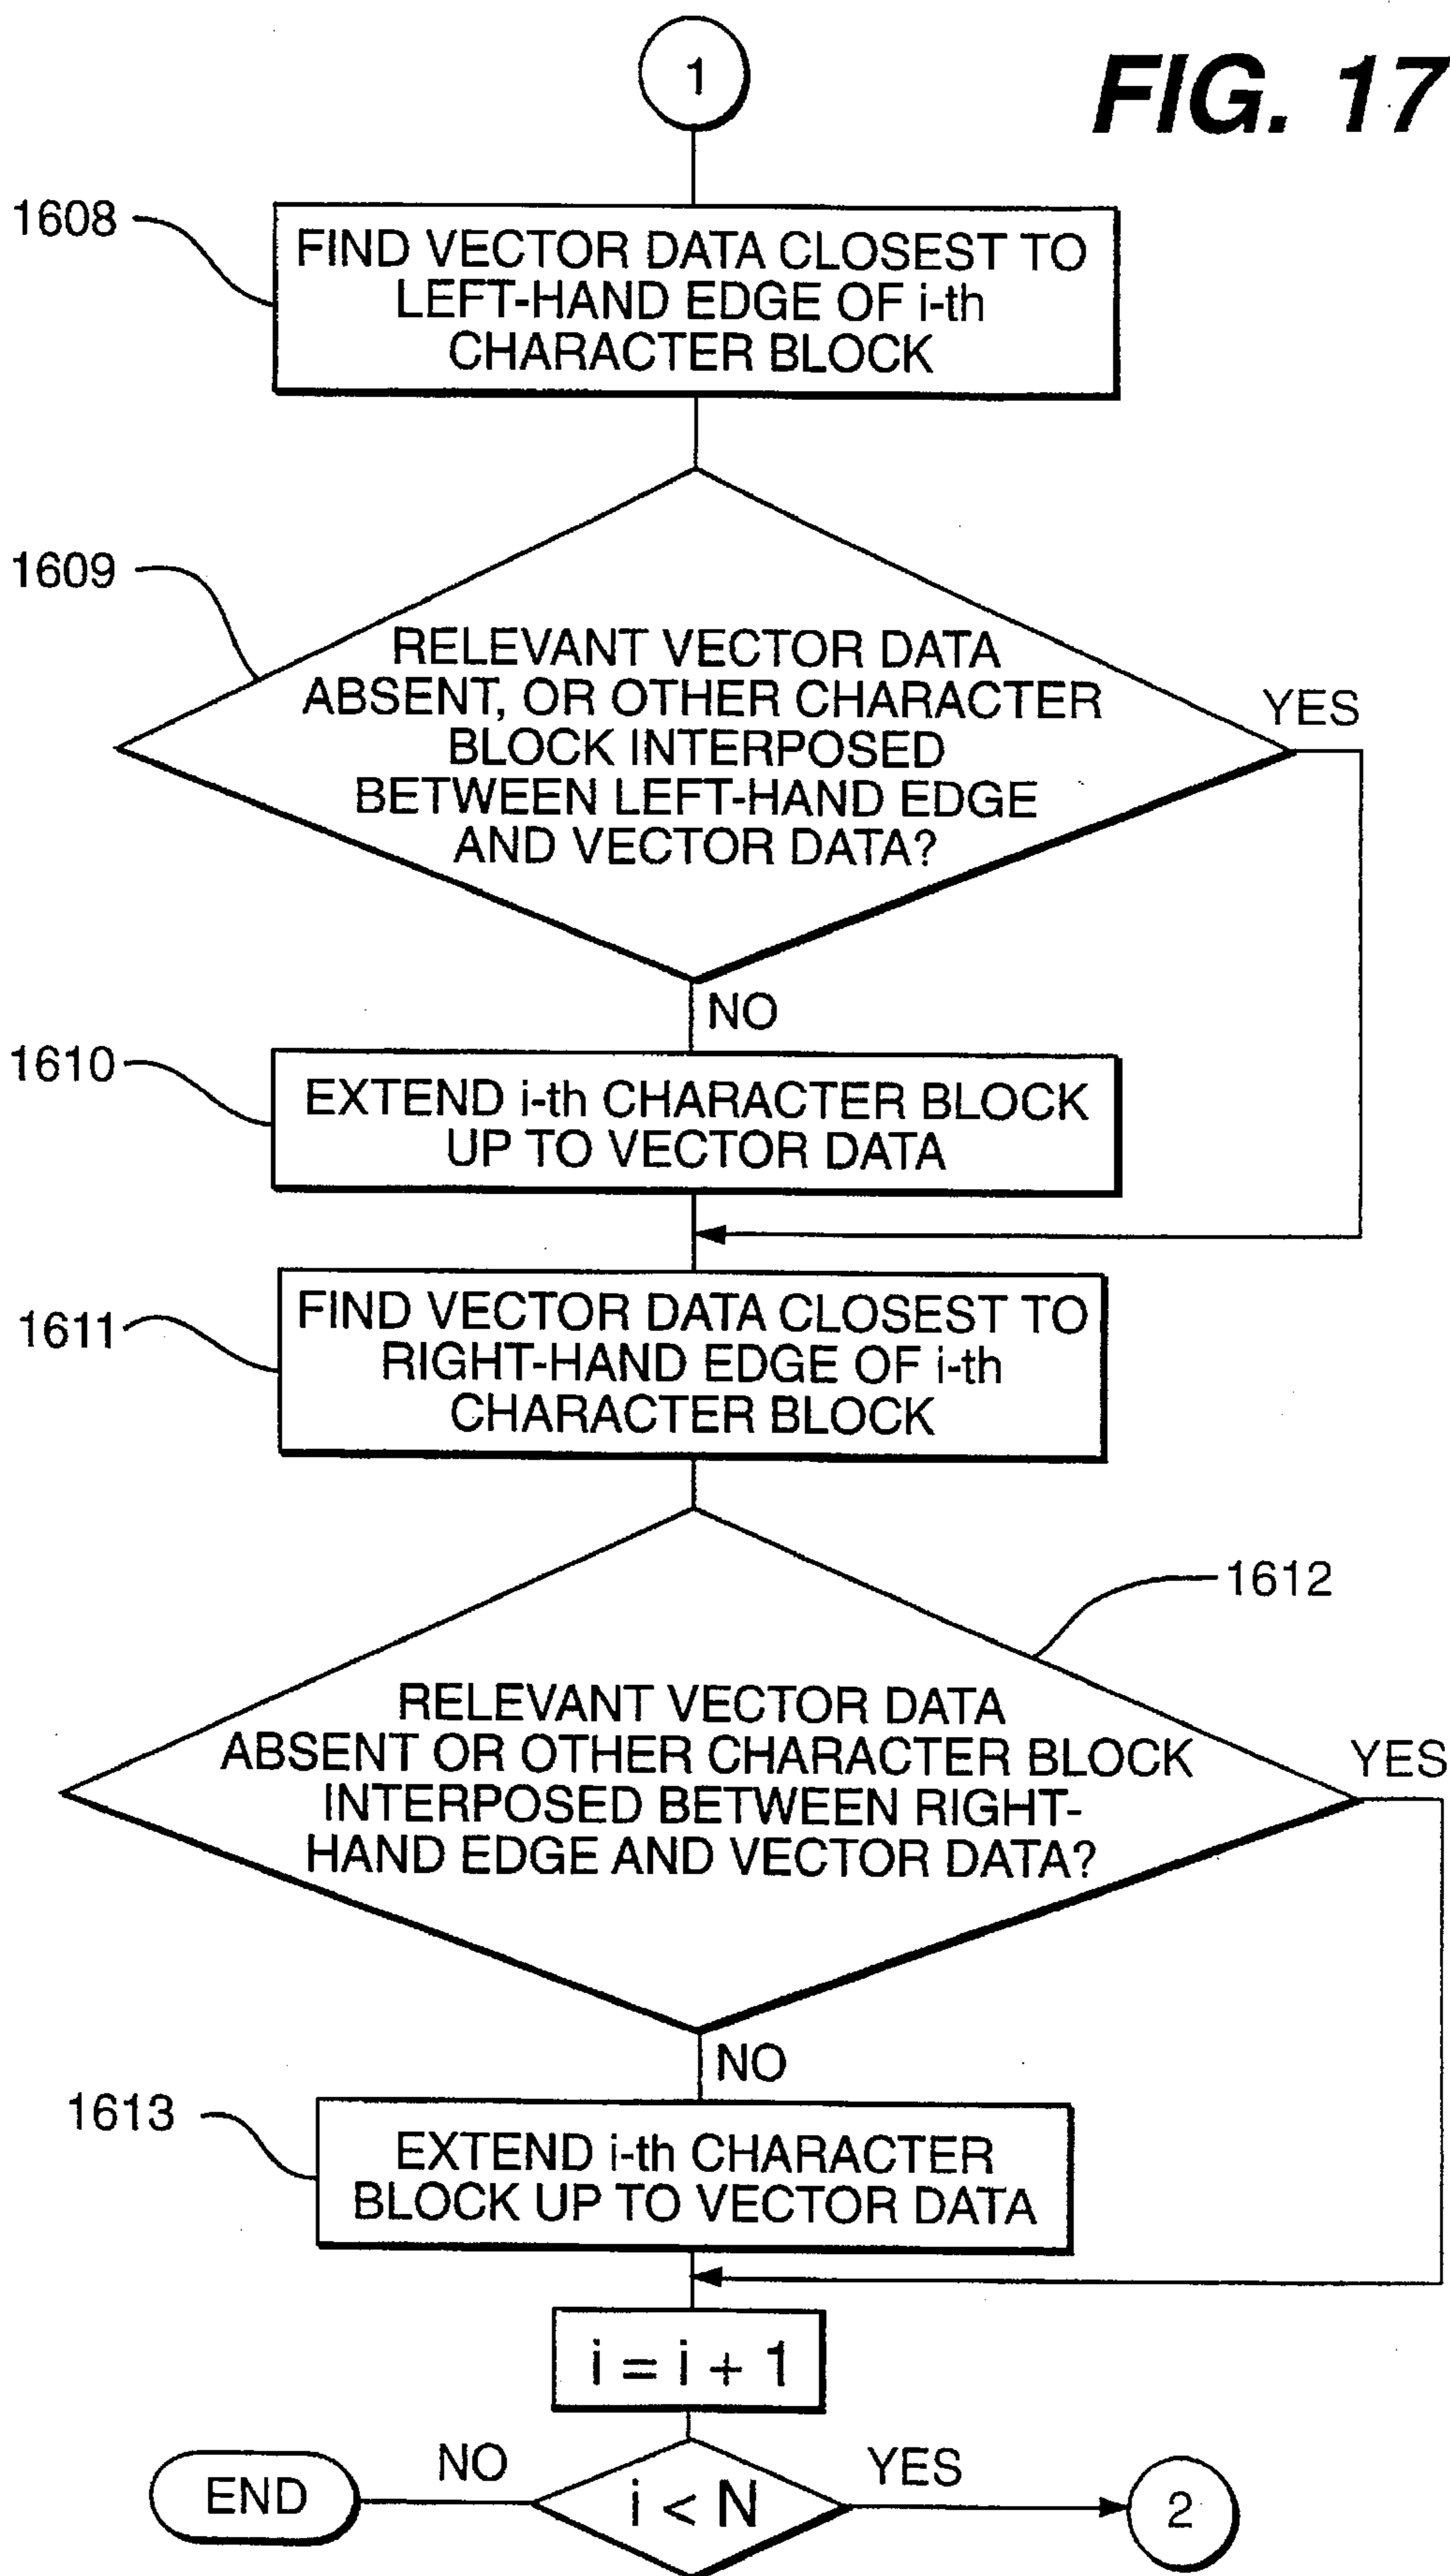 1
FIG. 17
1608
FIND VECTOR DATA CLOSEST TO
LEFT-HAND EDGE OF i-th
CHARACTER BLOCK
1609
RELEVANT VECTOR DATA
ABSENT, OR OTHER CHARACTER
BLOCK INTERPOSED
BETWEEN LEFT-HAND EDGE
AND VECTOR DATA?
YES
NO
1610
EXTEND i-th CHARACTER BLOCK
UP TO VECTOR DATA
1611
FIND VECTOR DATA CLOSEST TO
RIGHT-HAND EDGE OF i-th
CHARACTER BLOCK
1612
RELEVANT VECTOR DATA
ABSENT OR OTHER CHARACTER BLOCK
INTERPOSED BETWEEN RIGHT-
HAND EDGE AND VECTOR DATA?
YES
NO
1613
EXTEND i-th CHARACTER
BLOCK UP TO VECTOR DATA
i = i + 1
END
NO
i < N
YES
2